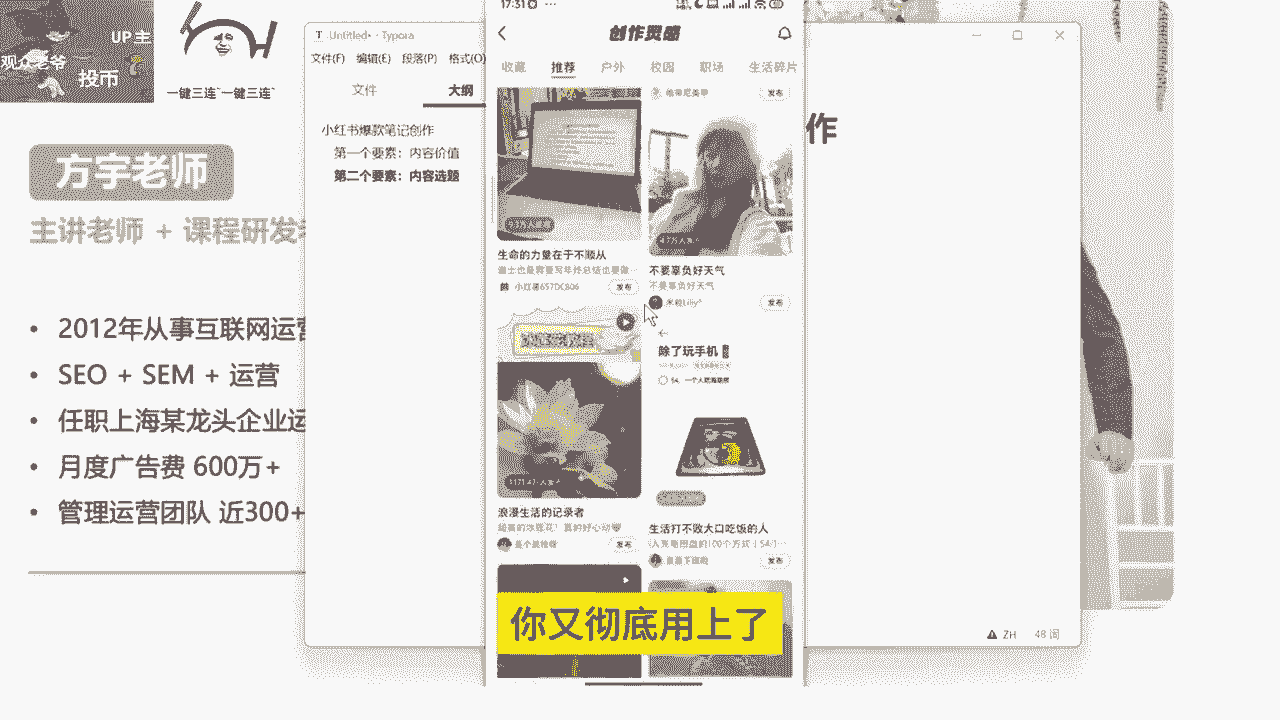 UP主
观众老爷
投币
一键三连~一键三连~
方宇老师
主讲老师 + 课程研发
2012年从事互联网运营
SEO + SEM + 运营
任职上海某龙头企业运
月度广告费 600万+
管理运营团队 近300+
Untitled• - Typora
文件(F) 编辑(E) 段落(P) 格式(O)
文件 大纲
小红书爆款笔记创作
第一个要素：内容价值
第二个要素：内容选题
作
ZH 48 词
17:31
创作灵感
收藏 推荐 户外 校园 职场 生活碎片
发布
生命的力量在于不顺从
小红薯657DC806 发布
不要辜负好天气
不要辜负好天气
米粒Liliy° 发布
除了玩手机
浪漫生活的记录者
发布
生活打不败大口吃饭的人
发布
你又彻底用上了